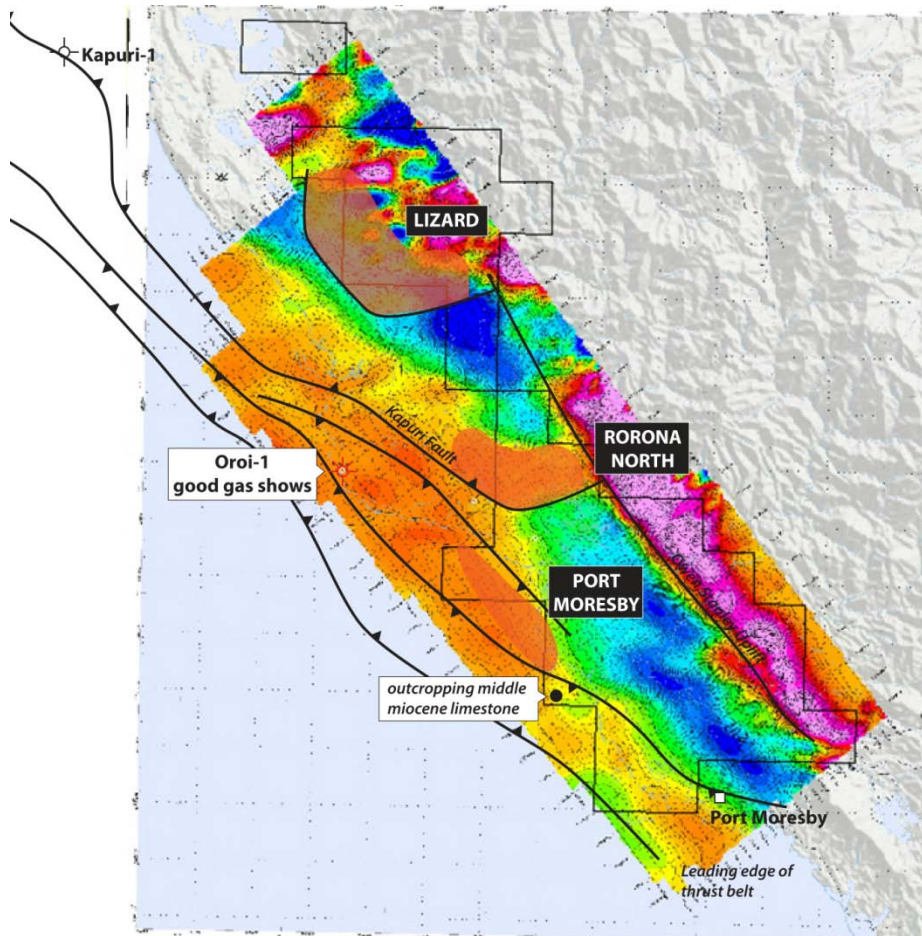 Kapuri-1
LIZARD
Kapuri Fault
RORONA
NORTH
Oroi-1
good gas shows
PORT
MORESBY
outcropping middle
miocene limestone
Port Moresby
Leading edge of
thrust belt